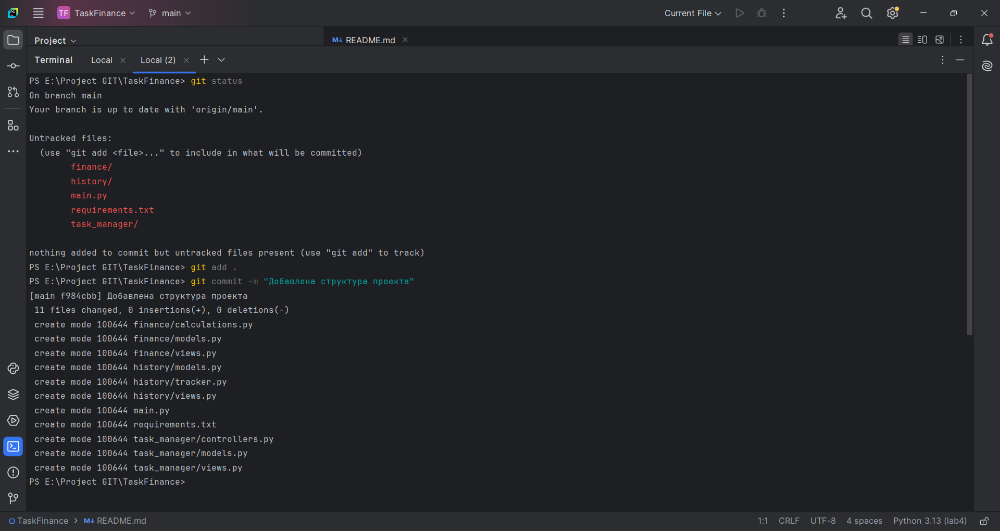 TF TaskFinance main Current File
Project README.md
Terminal Local Local (2)
PS E:\Project GIT\TaskFinance> git status
On branch main
Your branch is up to date with 'origin/main'.
Untracked files:
(use "git add <file>..." to include in what will be committed)
finance/
history/
main.py
requirements.txt
task_manager/
nothing added to commit but untracked files present (use "git add" to track)
PS E:\Project GIT\TaskFinance> git add .
PS E:\Project GIT\TaskFinance> git commit -m "Добавлена структура проекта"
[main f984cbb] Добавлена структура проекта
11 files changed, 0 insertions(+), 0 deletions(-)
create mode 100644 finance/calculations.py
create mode 100644 finance/models.py
create mode 100644 finance/views.py
create mode 100644 history/models.py
create mode 100644 history/tracker.py
create mode 100644 history/views.py
create mode 100644 main.py
create mode 100644 requirements.txt
create mode 100644 task_manager/controllers.py
create mode 100644 task_manager/models.py
create mode 100644 task_manager/views.py
PS E:\Project GIT\TaskFinance>
TaskFinance > M↓ README.md 1:1 CRLF UTF-8 4 spaces Python 3.13 (lab4)